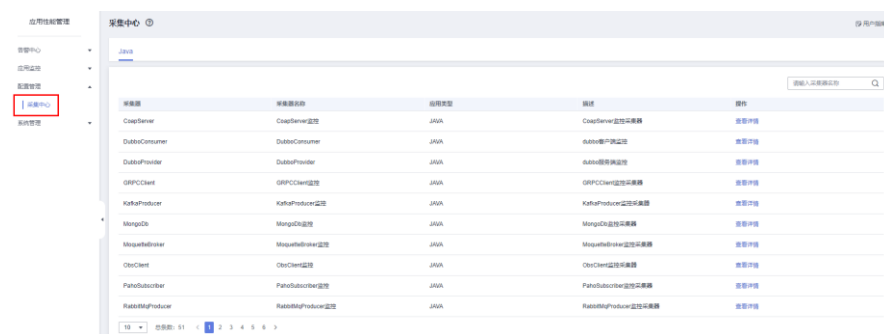 应用性能管理
告警中心
应用监控
配置管理
采集中心
系统管理
采集中心
用户指南
Java
请输入采集器名称
采集器 采集器名称 应用类型 描述 操作
CoapServer CoapServer监控 JAVA CoapServer监控采集器 查看详情
DubboConsumer DubboConsumer JAVA dubbo客户端监控 查看详情
DubboProvider DubboProvider JAVA dubbo服务端监控 查看详情
GRPCClient GRPCClient监控 JAVA GRPCClient监控采集器 查看详情
KafkaProducer KafkaProducer监控 JAVA KafkaProducer监控采集器 查看详情
MongoDb MongoDb监控 JAVA MongoDb监控采集器 查看详情
MoquetteBroker MoquetteBroker监控 JAVA MoquetteBroker监控采集器 查看详情
ObsClient ObsClient监控 JAVA ObsClient监控采集器 查看详情
PahoSubscriber PahoSubscriber监控 JAVA PahoSubscriber监控采集器 查看详情
RabbitMqProducer RabbitMqProducer监控 JAVA RabbitMqProducer监控采集器 查看详情
10 总条数: 51 < 1 2 3 4 5 6 >